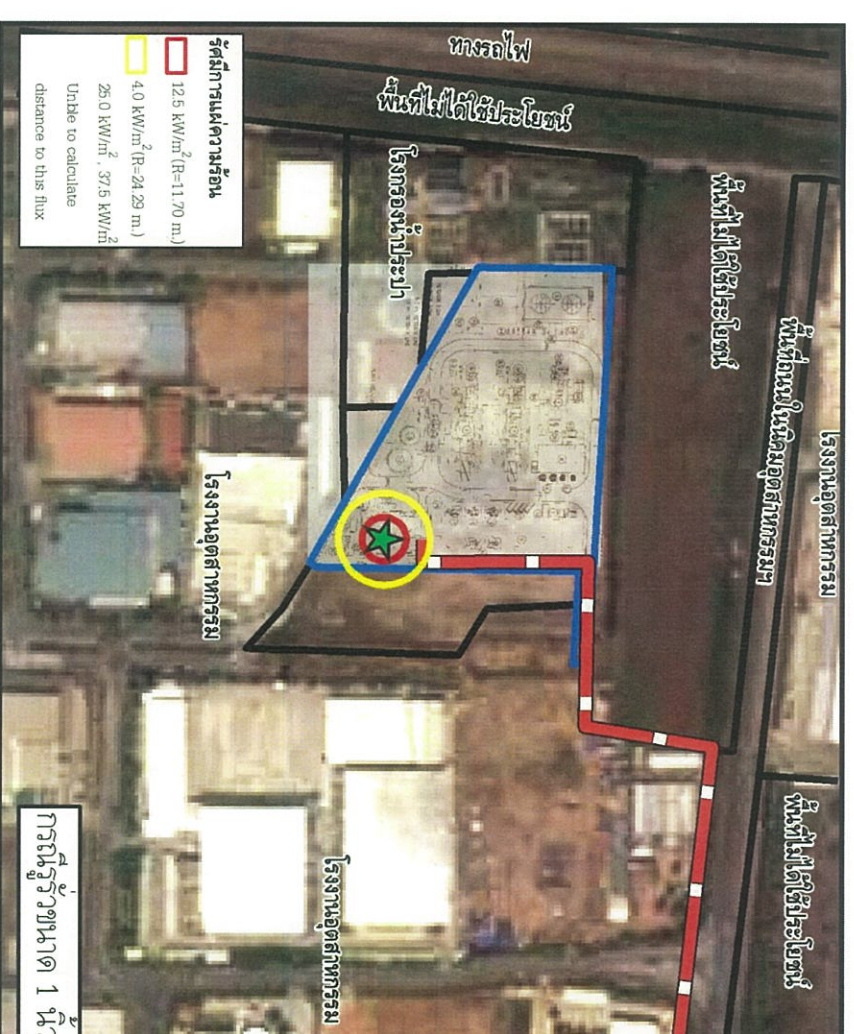 ทางรถไฟ
พื้นที่ไม่ได้ใช้ประโยชน์
โรงกรองน้ำประปา
พื้นที่ไม่ได้ใช้ประโยชน์
พื้นที่ถนนในนิคมอุตสาหกรรมฯ
โรงงานอุตสาหกรรม
พื้นที่ไม่ได้ใช้ประโยชน์
โรงงานอุตสาหกรรม
โรงงานอุตสาหกรรม
รัศมีการแผ่ความร้อน
12.5 kW/m²(R=11.70 m.)
4.0 kW/m²(R=24.29 m.)
25.0 kW/m² , 37.5 kW/m²
Unble to calculate
distance to this flux
กรณีรูรั่วขนาด 1 นิ้ว